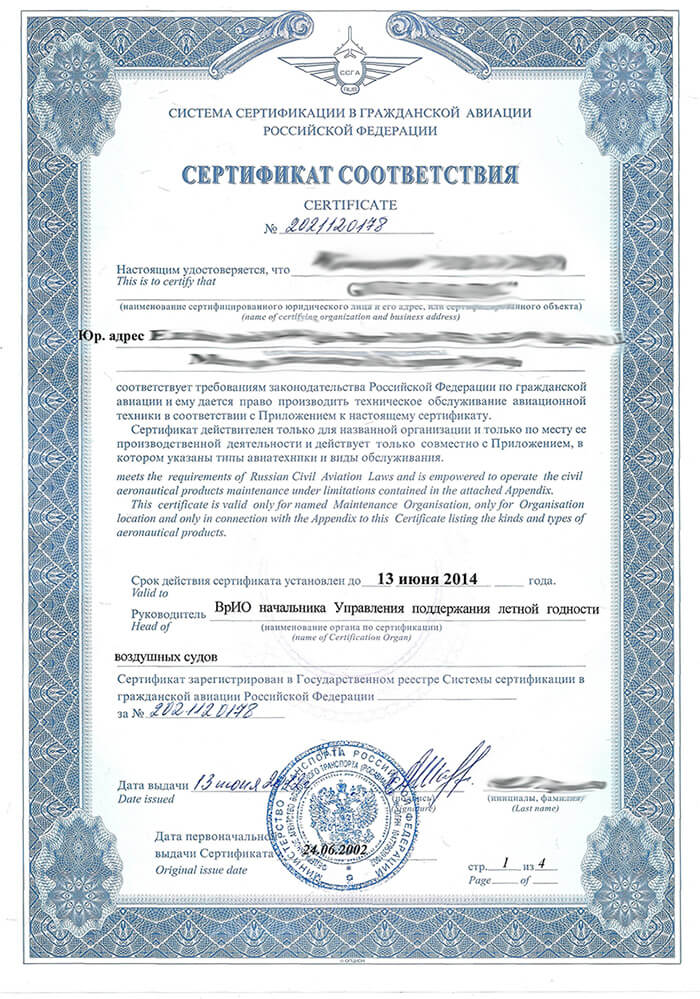 ССГА
RUS
СИСТЕМА СЕРТИФИКАЦИИ В ГРАЖДАНСКОЙ АВИАЦИИ
РОССИЙСКОЙ ФЕДЕРАЦИИ
СЕРТИФИКАТ СООТВЕТСТВИЯ
CERTIFICATE
№ 2021120178
Настоящим удостоверяется, что
This is to certify that
(наименование сертифицированного юридического лица и его адрес, или сертифицированного объекта)
(name of certifying organization and business address)
Юр. адрес
соответствует требованиям законодательства Российской Федерации по гражданской
авиации и ему дается право производить техническое обслуживание авиационной
техники в соответствии с Приложением к настоящему сертификату.
Сертификат действителен только для названной организации и только по месту ее
производственной деятельности и действует только совместно с Приложением, в
котором указаны типы авиатехники и виды обслуживания.
meets the requirements of Russian Civil Aviation Laws and is empowered to operate the civil
aeronautical products maintenance under limitations contained in the attached Appendix.
This certificate is valid only for named Maintenance Organisation, only for Organisation
location and only in connection with the Appendix to this Certificate listing the kinds and types of
aeronautical products.
Срок действия сертификата установлен до 13 июня 2014 года.
Valid to
Руководитель ВрИО начальника Управления поддержания летной годности
Head of (наименование органа по сертификации)
(name of Certification Organ)
воздушных судов
Сертификат зарегистрирован в Государственном реестре Системы сертификации в
гражданской авиации Российской Федерации
за № 2021120178
Дата выдачи 13 июня
Date issued
(подпись) (инициалы, фамилия)
(Signature) (Last name)
МИНИСТЕРСТВО ТРАНСПОРТА РОССИЙСКОЙ ФЕДЕРАЦИИ
Дата первоначальной
выдачи Сертификата 24.06.2002
Original issue date
стр. 1 из 4
Page of